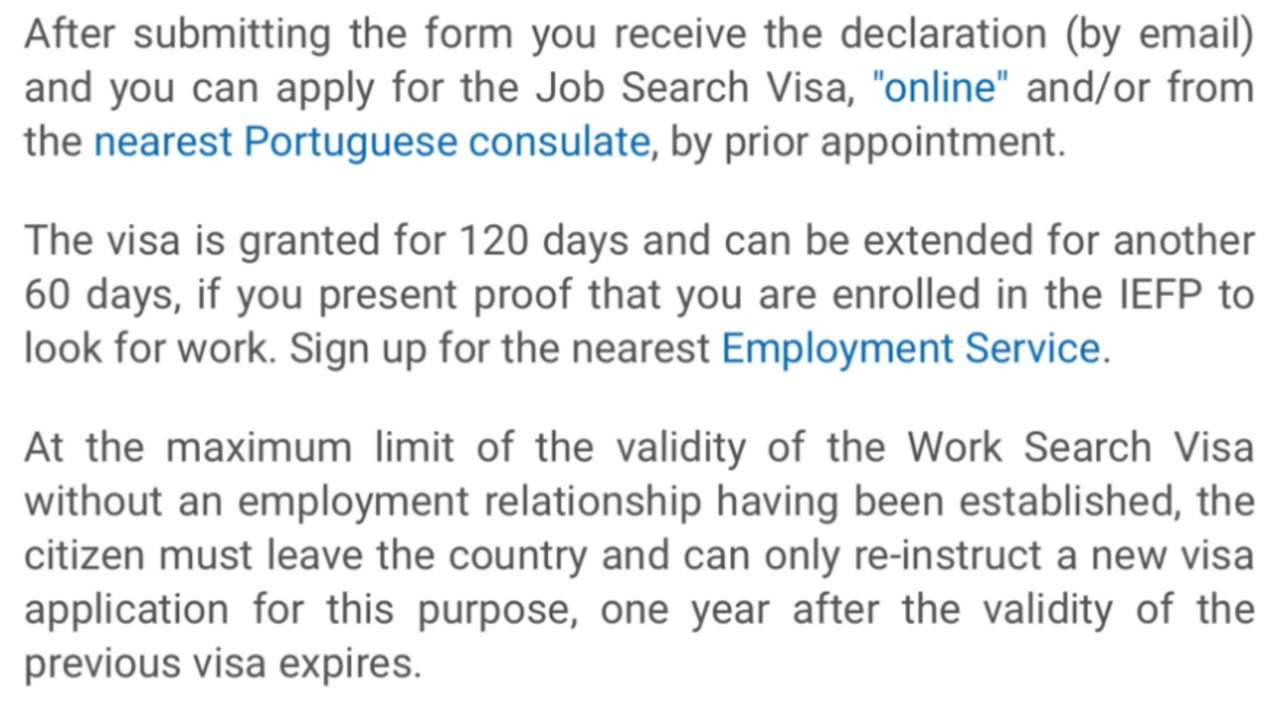 After submitting the form you receive the declaration (by email)
and you can apply for the Job Search Visa, "online" and/or from
the nearest Portuguese consulate, by prior appointment.
The visa is granted for 120 days and can be extended for another
60 days, if you present proof that you are enrolled in the IEFP to
look for work. Sign up for the nearest Employment Service.
At the maximum limit of the validity of the Work Search Visa
without an employment relationship having been established, the
citizen must leave the country and can only re-instruct a new visa
application for this purpose, one year after the validity of the
previous visa expires.